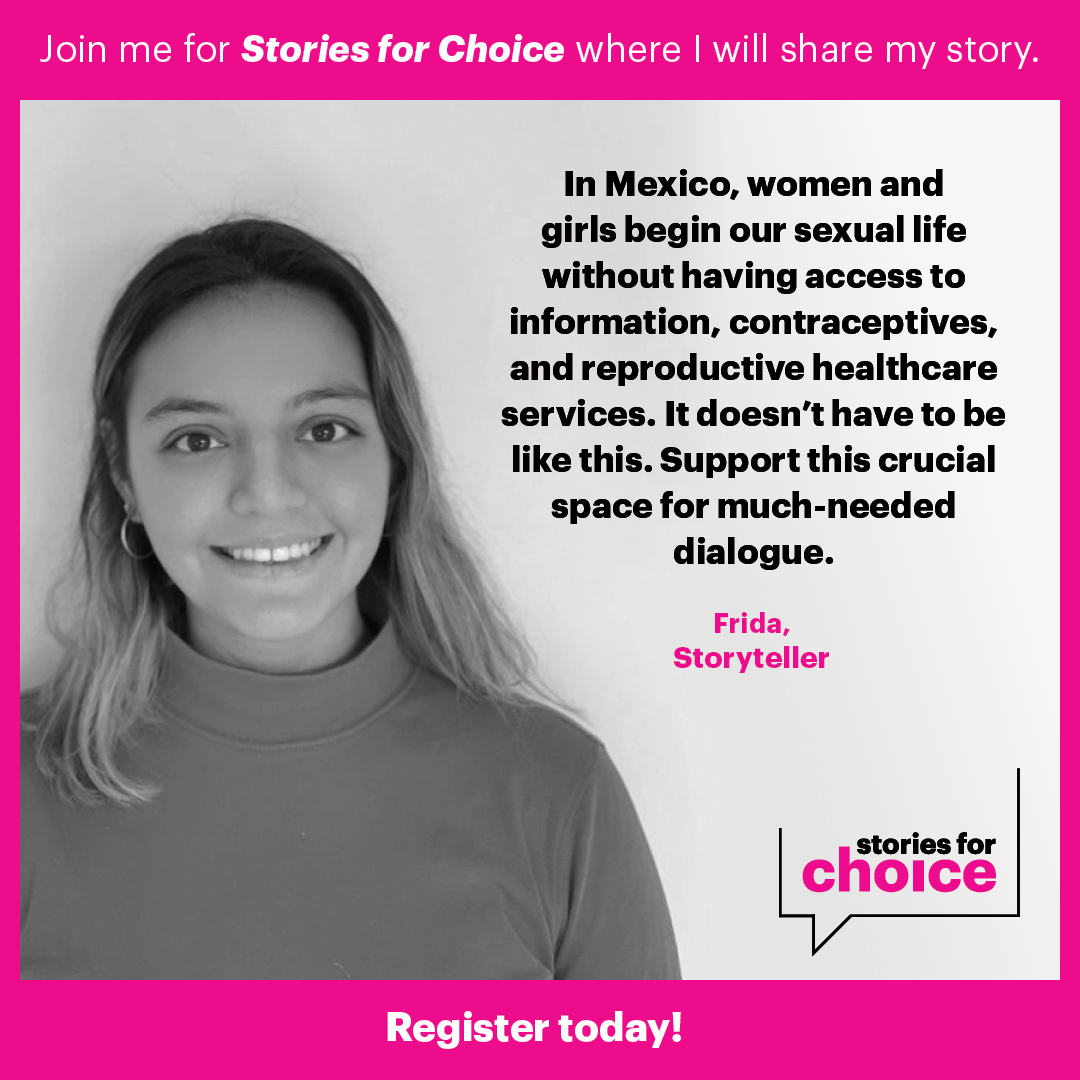 Join me for Stories for Choice where I will share my story.
In Mexico, women and
girls begin our sexual life
without having access to
information, contraceptives,
and reproductive healthcare
services. It doesn’t have to be
like this. Support this crucial
space for much-needed
dialogue.
Frida,
Storyteller
stories for
choice
Register today!